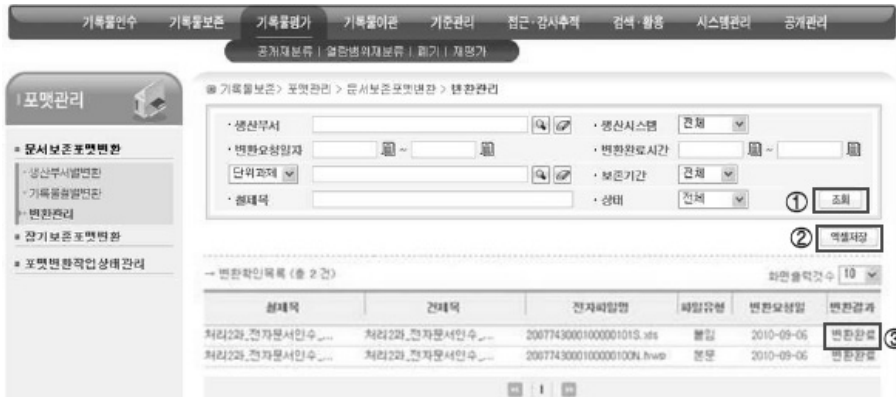 기록물인수 기록물보존 기록물평가 기록물이관 기준관리 접근·감사추적 검색·활용 시스템관리 공개관리
공개재분류 | 열람범위재분류 | 폐기 | 재평가
포맷관리
기록물보존> 포맷관리 > 문서보존포맷변환 > 변환관리
· 생산부서 · 생산시스템 전체
· 변환요청일자 ~ · 변환완료시간 ~
단위과제 · 보존기간 전체
· 철제목 · 상태 전체 ① 조회
② 엑셀저장
문서보존포맷변환
· 생산부서별변환
· 기록물철별변환
변환관리
장기보존포맷변환
포맷변환작업상태관리
→ 변환확인목록 (총 2 건) 화면출력건수 10
철제목 건제목 전자파일명 파일유형 변환요청일 변환결과
처리2과_전자문서인수_... 처리2과_전자문서인수_... 붙임 2010-09-06 변환완료 ③
처리2과_전자문서인수_... 처리2과_전자문서인수_... 본문 2010-09-06 변환완료
1